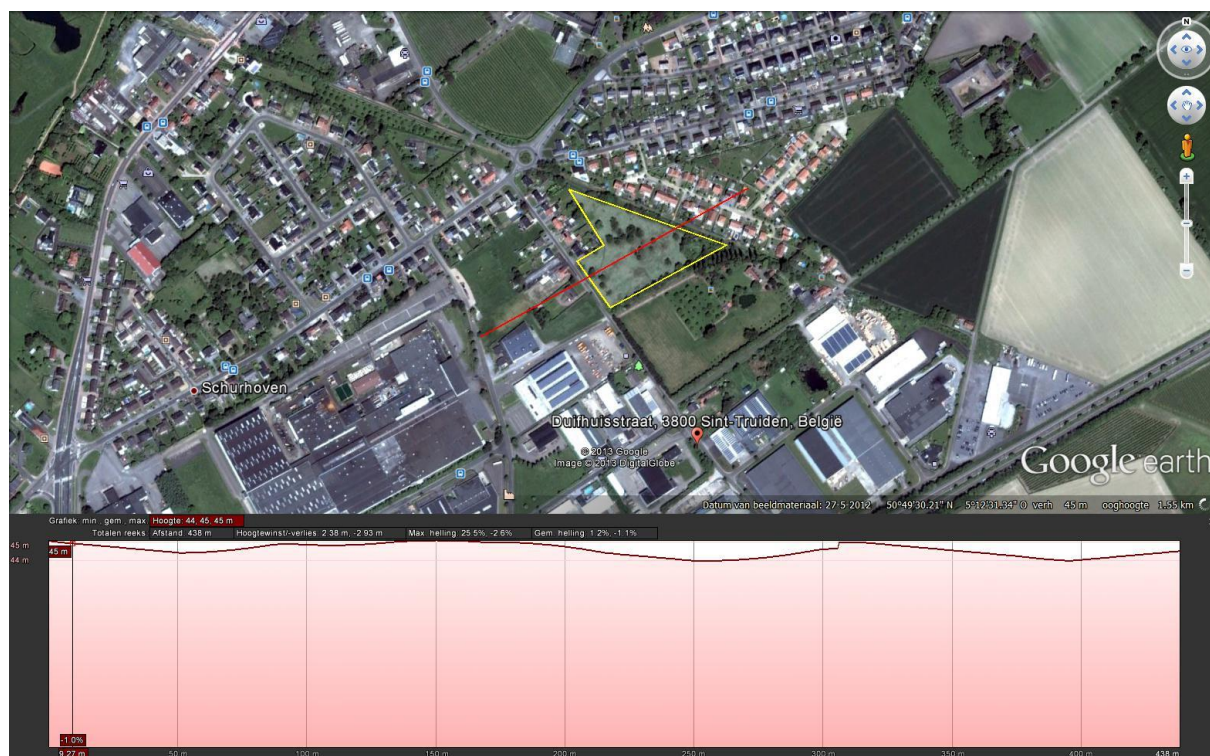 N
Schurhoven
Duifhuisstraat, 3800 Sint-Truiden, België
© 2013 Google
Image © 2013 DigitalGlobe
Google earth
Datum van beeldmateriaal: 27-5-2012 50°49'30.21" N 5°12'31.34" O verh 45 m ooghoogte 1.55 km
Grafiek: min., gem., max. Hoogte: 44, 45, 45 m
Totalen reeks: Afstand: 438 m Hoogtewinst/-verlies: 2.38 m, -2.93 m Max. helling: 25.5%, -2.6% Gem. helling: 1.2%, -1.1%
45 m
45 m
44 m
-1.0%
9.27 m 50 m 100 m 150 m 200 m 250 m 300 m 350 m 400 m 438 m